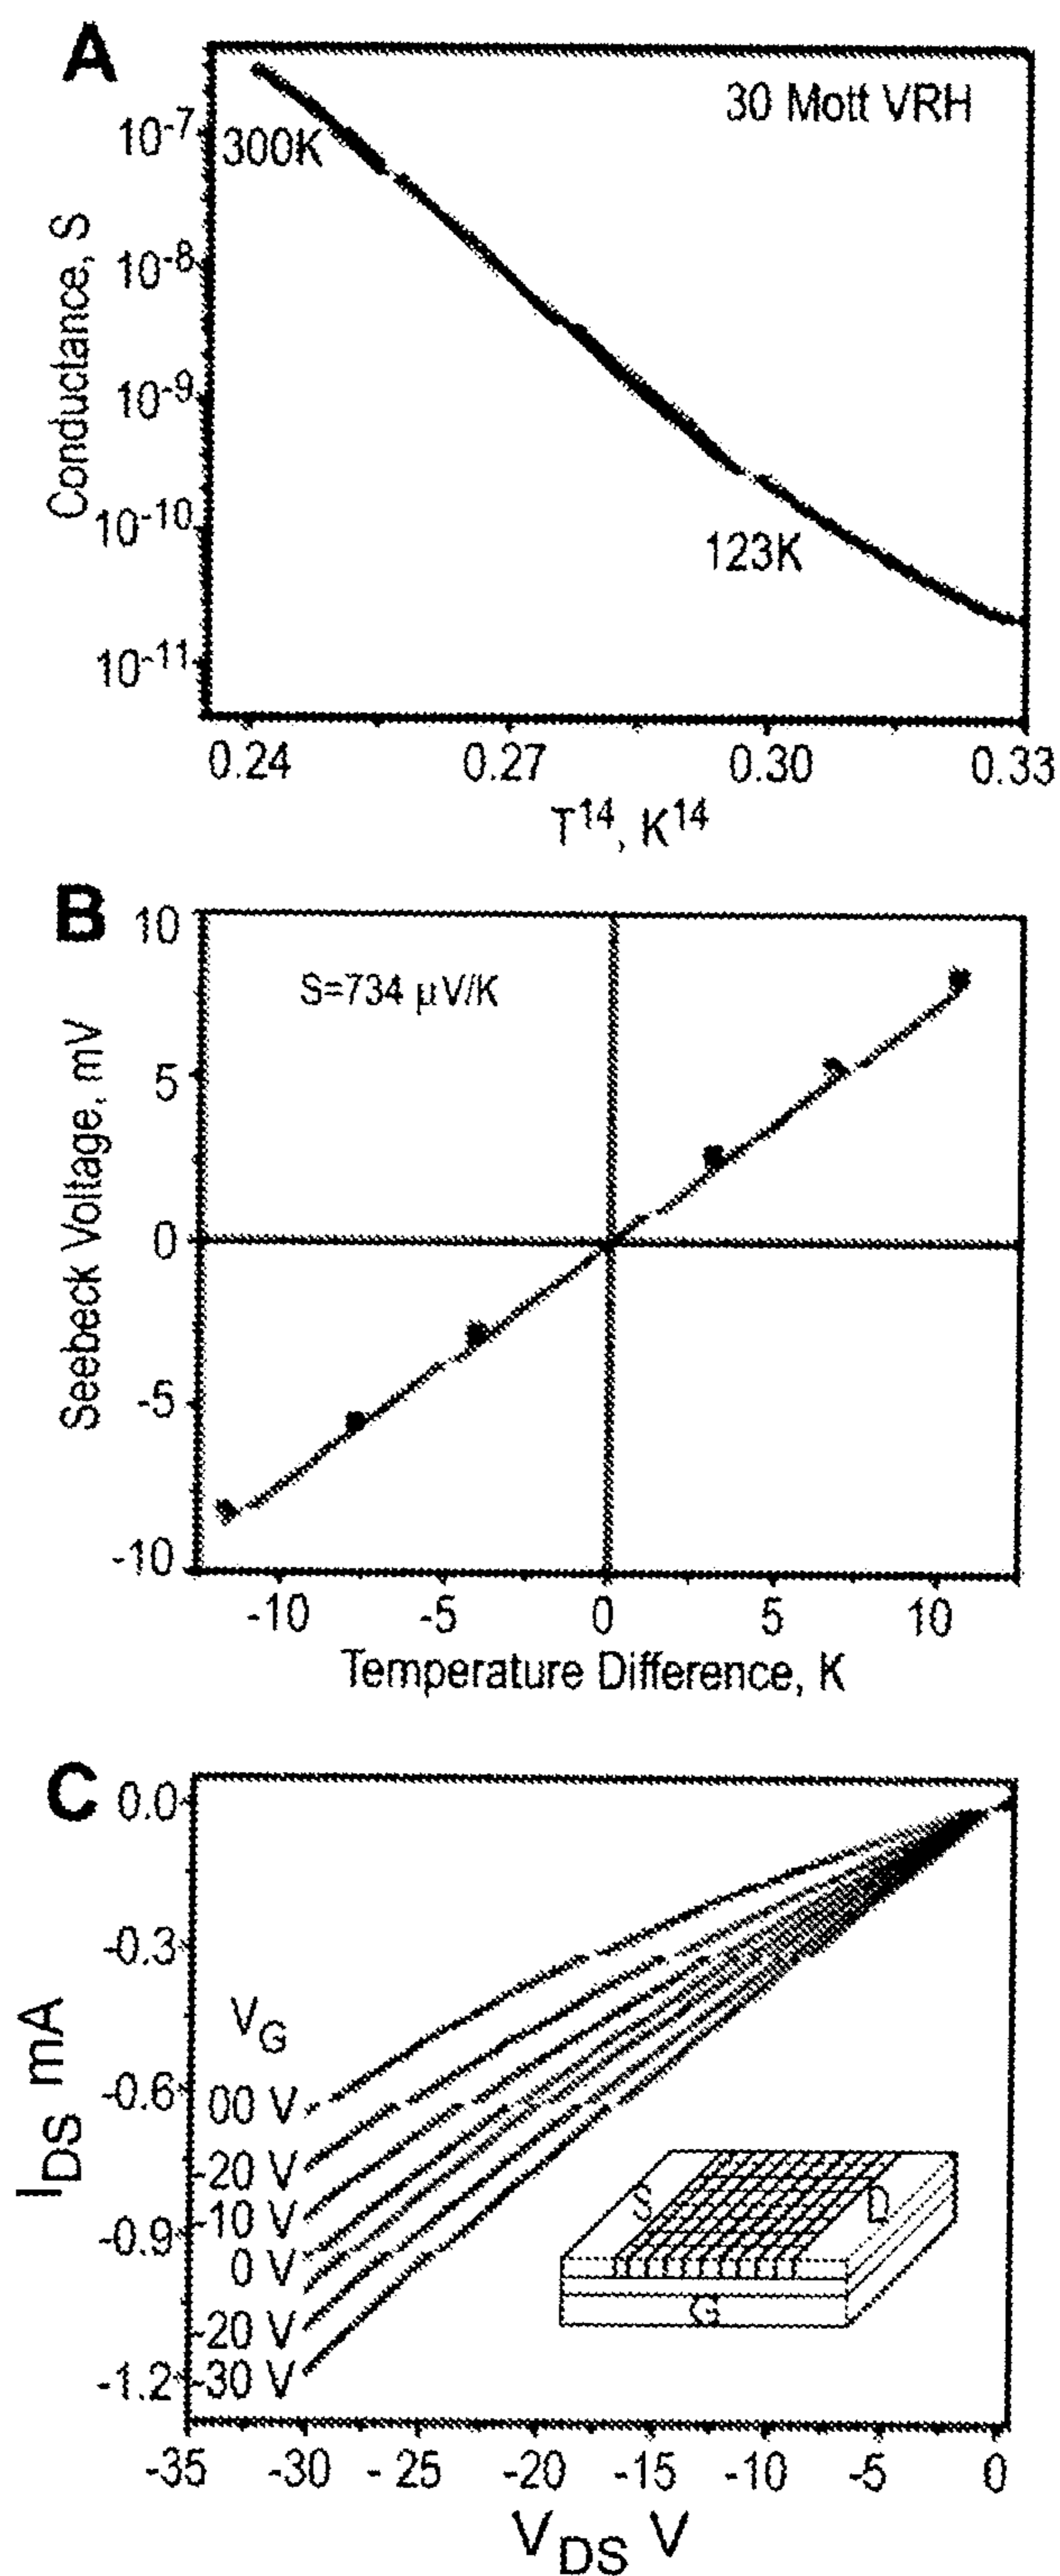 A
30 Mott VRH
300K
123K
10-7
10-8
10-9
10-10
10-11
Conductance, S
0.24 0.27 0.30 0.33
T14, K14
B
S=734 µV/K
10
5
0
-5
-10
Seebeck Voltage, mV
-10 -5 0 5 10
Temperature Difference, K
C
0.0
-0.3
-0.6
-0.9
-1.2
IDS mA
VG
00 V
-20 V
-10 V
0 V
-20 V
-30 V
S D
G
-35 -30 -25 -20 -15 -10 -5 0
VDS V